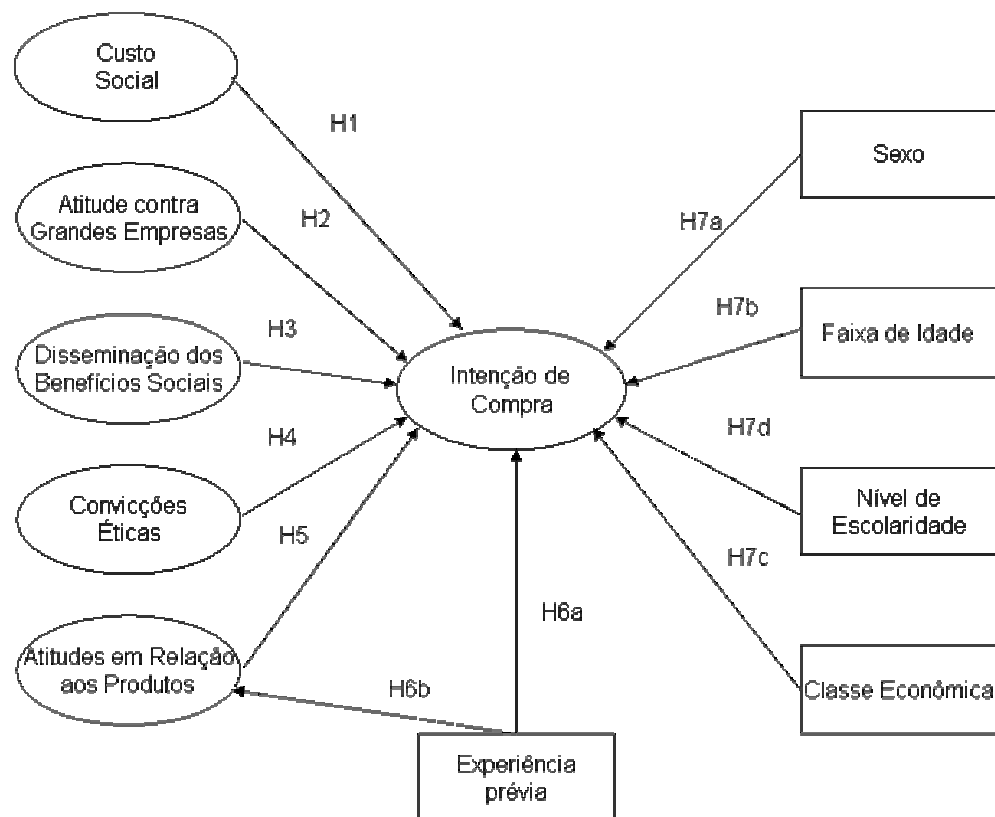 Custo
Social
H1
Sexo
Atitude contra
Grandes Empresas
H2
H7a
H3
H7b
Disseminação dos
Benefícios Sociais
Faixa de Idade
Intenção de
Compra
H4
H7d
Convicções
Éticas
H5
Nível de
Escolaridade
H7c
H6a
Atitudes em Relação
aos Produtos
H6b
Classe Econômica
Experiência
prévia